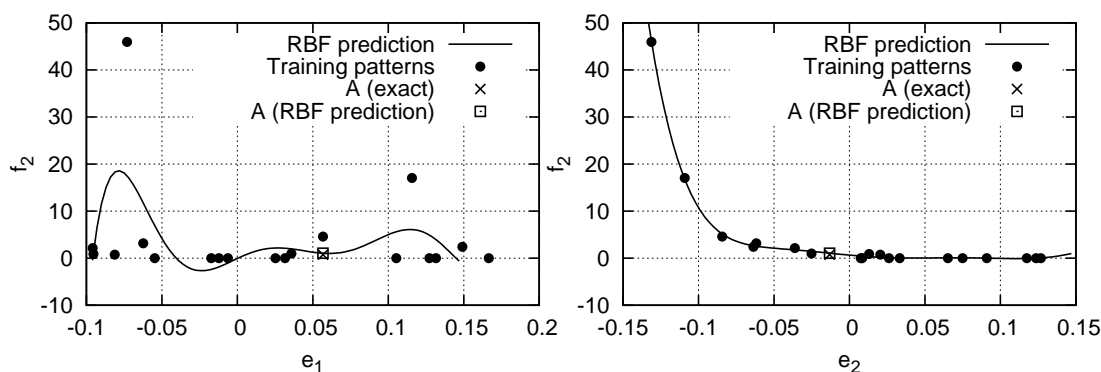 50
40
30
20
10
0
-10
f2
-0.1
-0.05
0
0.05
0.1
0.15
0.2
e1
RBF prediction
Training patterns
A (exact)
A (RBF prediction)
50
40
30
20
10
0
-10
f2
-0.15
-0.1
-0.05
0
0.05
0.1
0.15
e2
RBF prediction
Training patterns
A (exact)
A (RBF prediction)